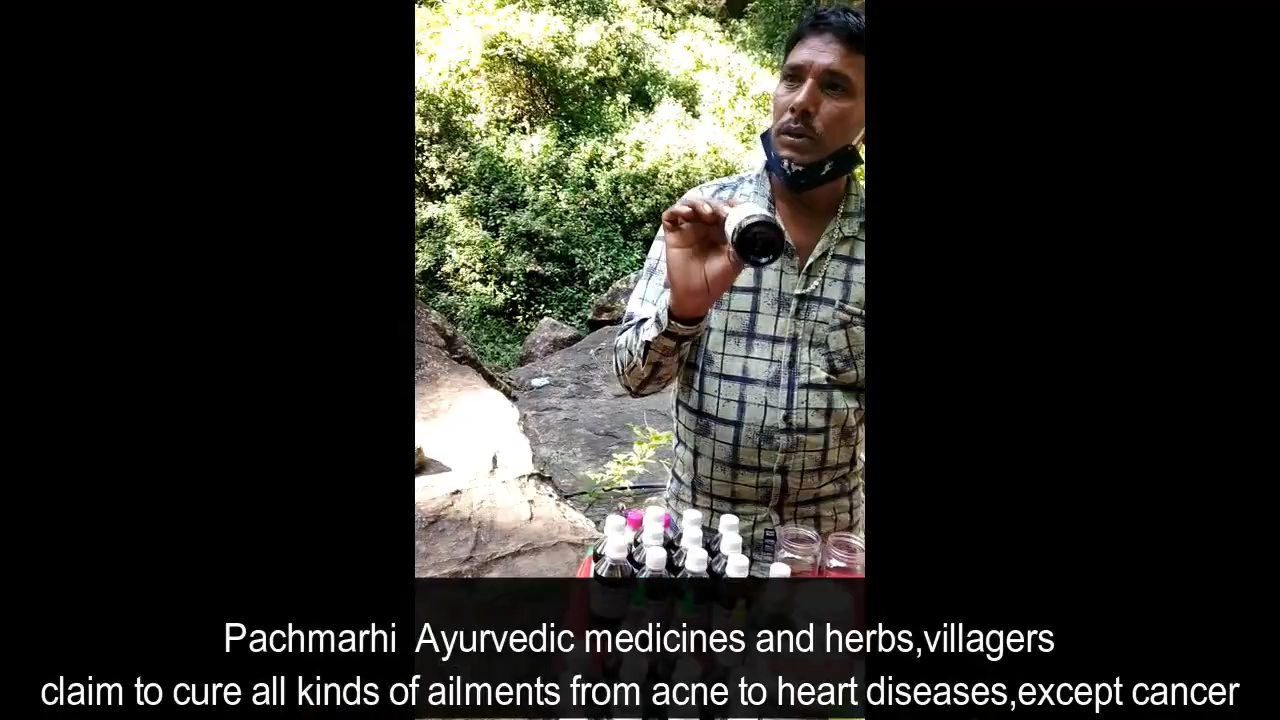 Pachmarhi  Ayurvedic medicines and herbs,villagers
claim to cure all kinds of ailments from acne to heart diseases,except cancer